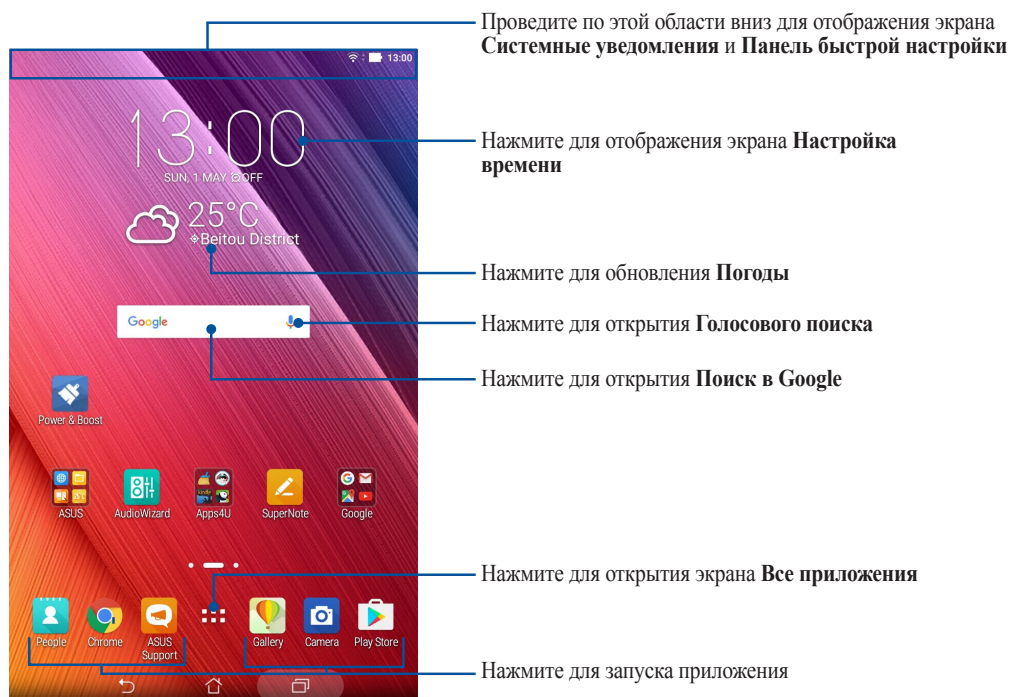 Проведите по этой области вниз для отображения экрана
Системные уведомления и Панель быстрой настройки
13:00
13:00
Нажмите для отображения экрана Настройка
времени
SUN, 1 MAY OFF
25°C
Beitou District
Нажмите для обновления Погоды
Google
Нажмите для открытия Голосового поиска
Нажмите для открытия Поиск в Google
Power & Boost
kindle
ASUS
AudioWizard
Apps4U
SuperNote
Google
Нажмите для открытия экрана Все приложения
People
Chrome
ASUS
Support
Gallery
Camera
Play Store
Нажмите для запуска приложения